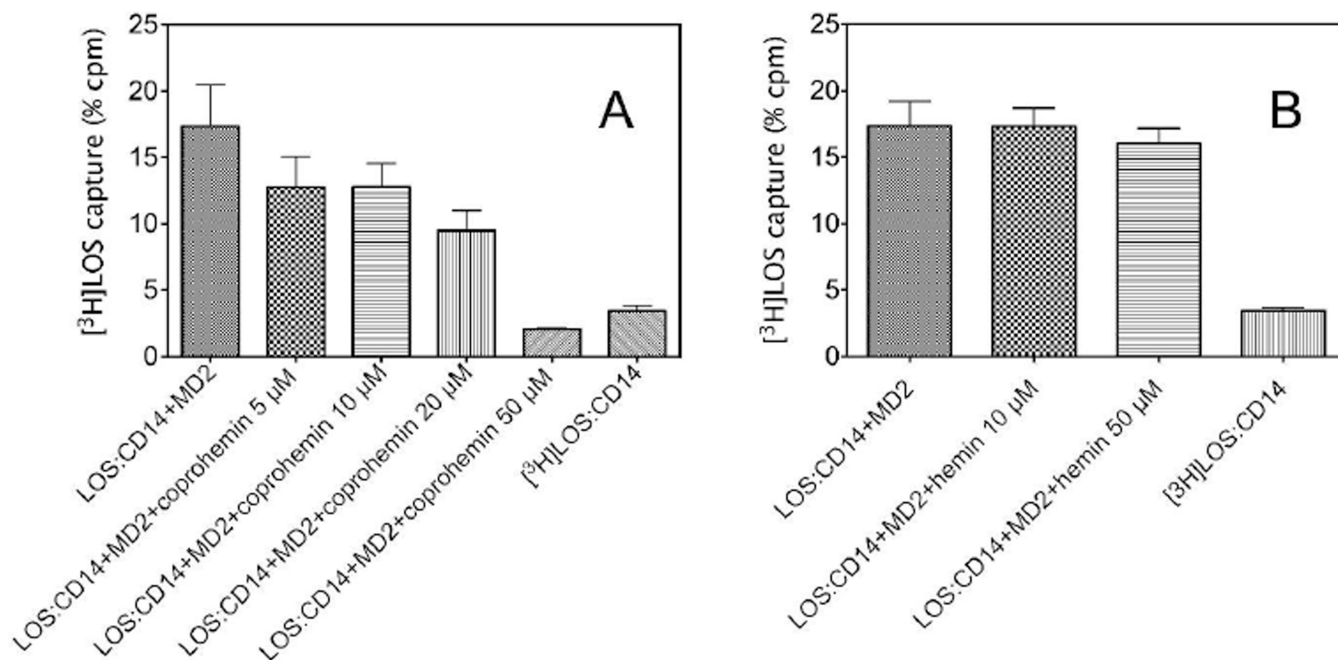 [³H]LOS capture (% cpm)
25
20
15
10
5
0
A
LOS:CD14+MD2
LOS:CD14+MD2+coprohemin 5 µM
LOS:CD14+MD2+coprohemin 10 µM
LOS:CD14+MD2+coprohemin 20 µM
LOS:CD14+MD2+coprohemin 50 µM
[³H]LOS:CD14
[³H]LOS capture (% cpm)
25
20
15
10
5
0
B
LOS:CD14+MD2
LOS:CD14+MD2+hemin 10 µM
LOS:CD14+MD2+hemin 50 µM
[3H]LOS:CD14